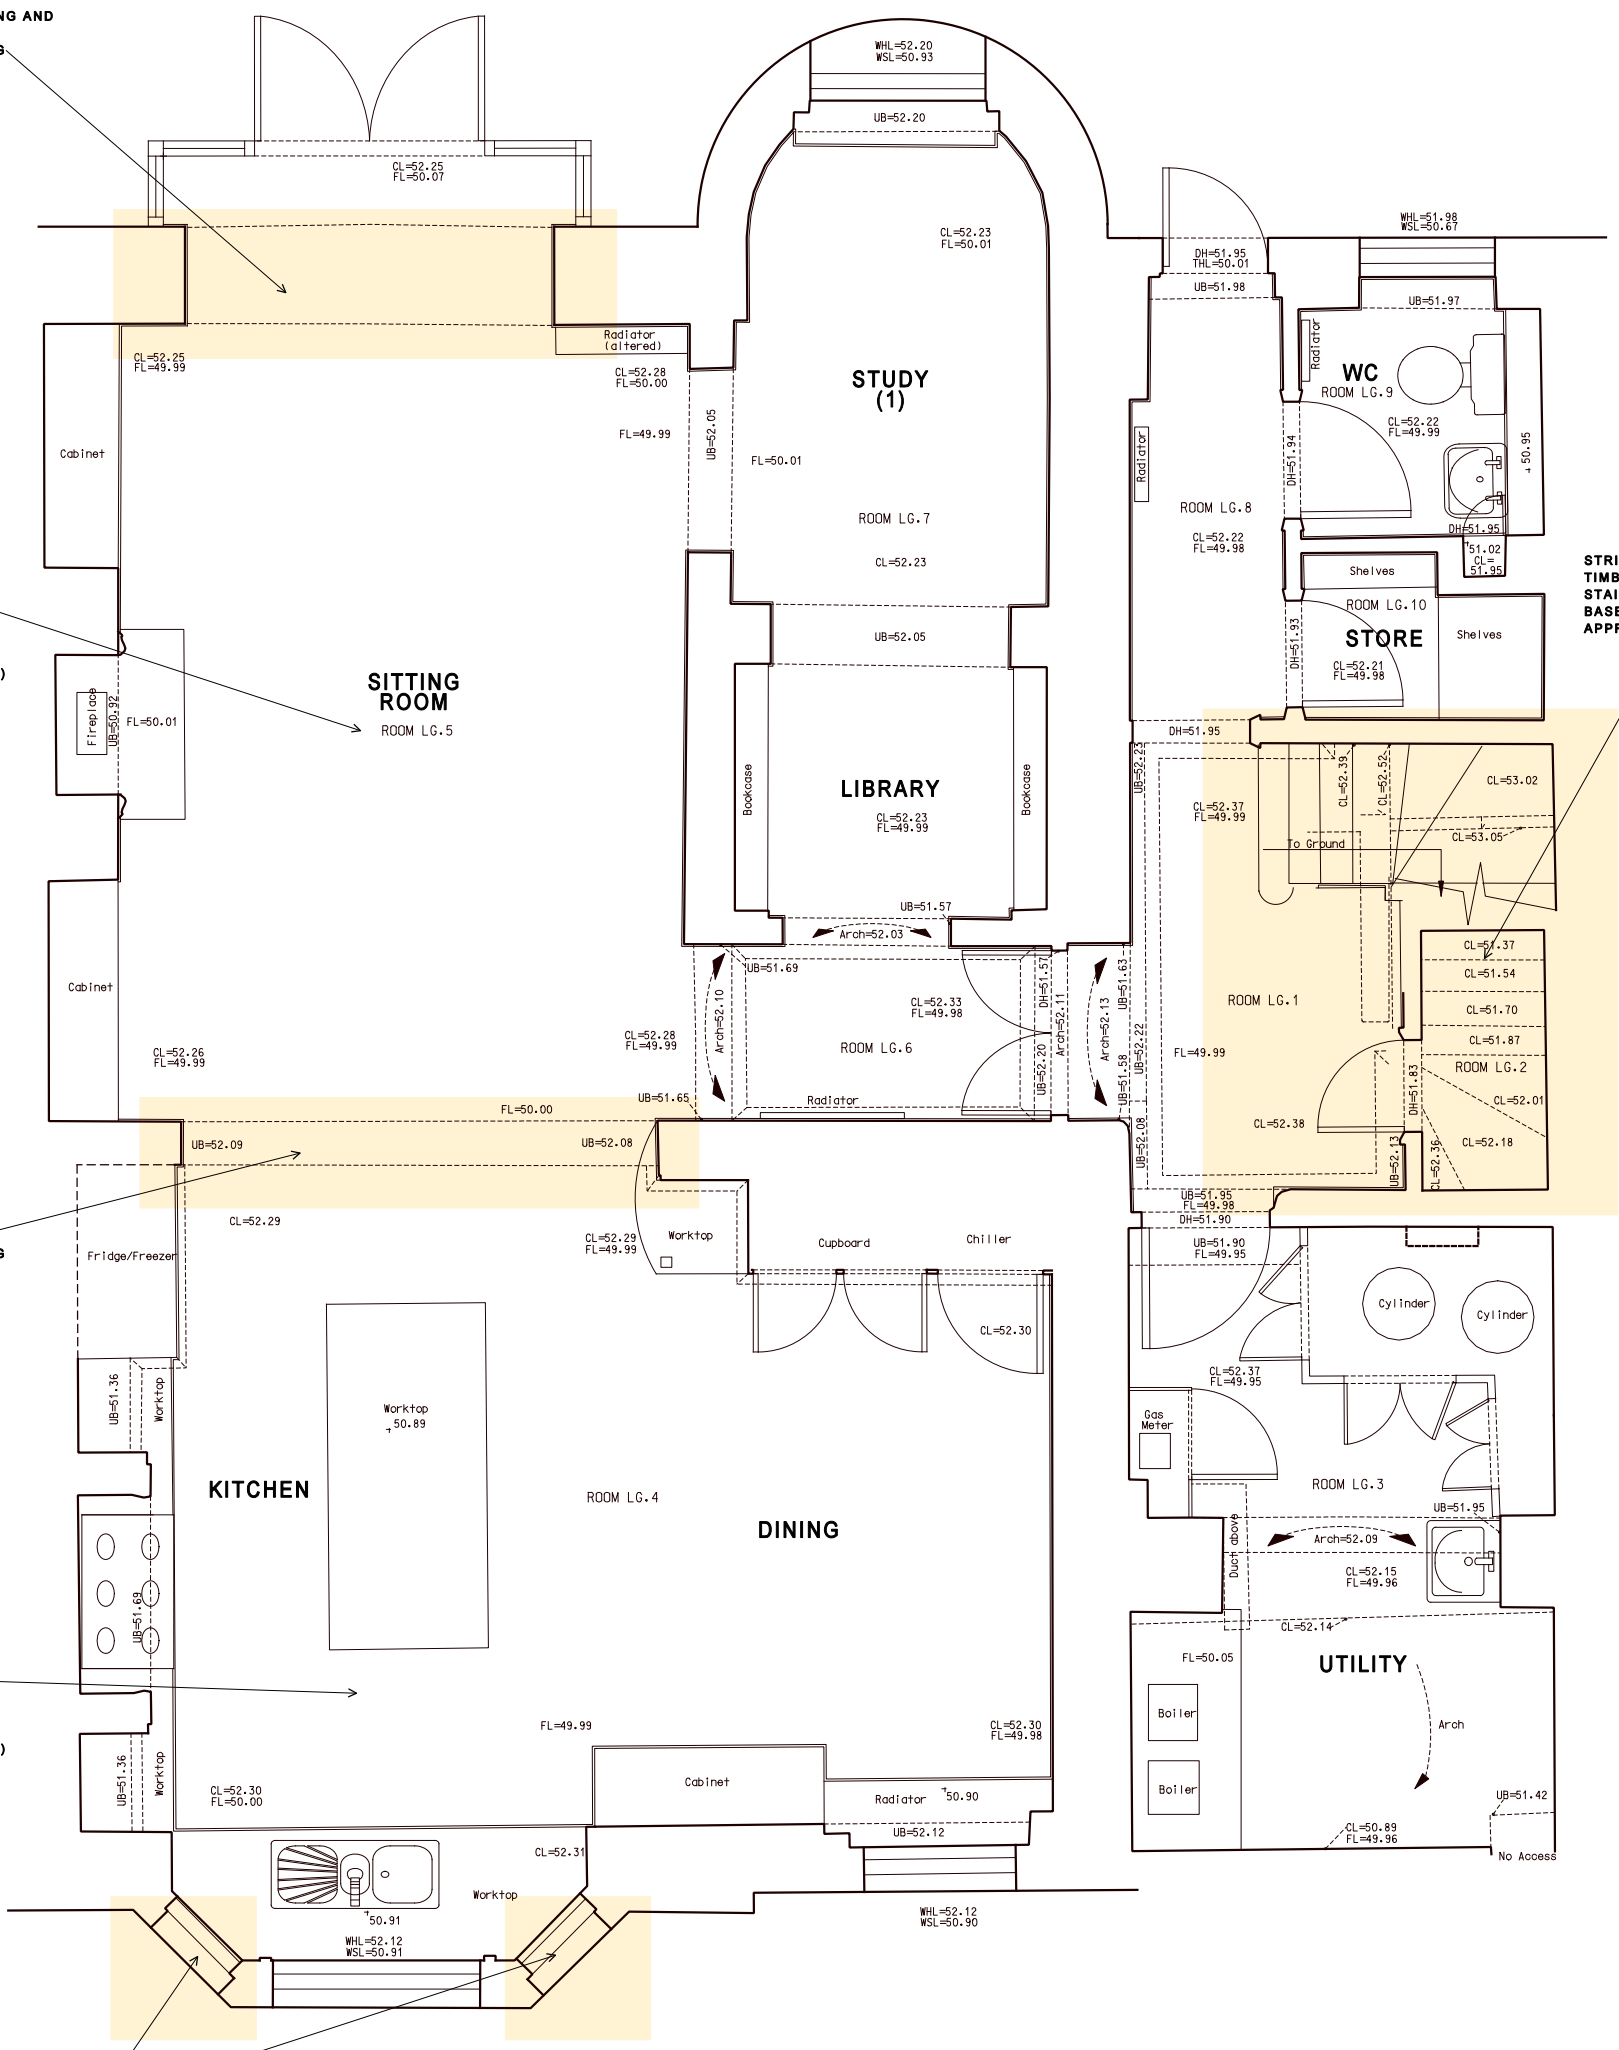 NG AND
G
WHL=52.20
WSL=50.93
UB=52.20
CL=52.25
FL=50.07
CL=52.23
FL=50.01
WHL=51.98
WSL=50.67
DH=51.95
THL=50.01
UB=51.98
UB=51.97
Radiator
(altered)
Radiator
CL=52.25
FL=49.99
CL=52.28
FL=50.00
STUDY
(1)
WC
ROOM LG.9
CL=52.22
FL=49.99
FL=49.99
UB=52.05
FL=50.01
Cabinet
Radiator
DH=51.94
50.95
ROOM LG.7
ROOM LG.8
CL=52.22
FL=49.98
DH=51.95
51.02
CL=
51.95
CL=52.23
Shelves
ROOM LG.10
STORE
Shelves
DH=51.93
CL=52.21
FL=49.98
STRI
TIMB
STAI
BASE
APPR
UB=52.05
)
SITTING
ROOM
ROOM LG.5
Fireplace
UB=50.92
FL=50.01
DH=51.95
UB=52.23
CL=52.39
CL=52.52
CL=53.02
LIBRARY
CL=52.23
FL=49.99
Bookcase
Bookcase
CL=52.37
FL=49.99
CL=53.05
To Ground
UB=51.57
Arch=52.03
CL=51.37
UB=51.69
CL=51.54
Cabinet
Arch=52.10
CL=52.33
FL=49.98
DH=51.57
Arch=52.11
Arch=52.13
UB=51.63
ROOM LG.1
CL=51.70
CL=52.28
FL=49.99
ROOM LG.6
UB=52.20
UB=51.58
UB=52.22
FL=49.99
CL=51.87
ROOM LG.2
CL=52.26
FL=49.99
DH=51.83
UB=51.65
Radiator
CL=52.01
FL=50.00
CL=52.38
UB=52.09
UB=52.08
UB=52.08
UB=52.13
CL=52.36
CL=52.18
UB=51.95
FL=49.98
DH=51.90
CL=52.29
G
Fridge/Freezer
CL=52.29
FL=49.99
Worktop
Cupboard
Chiller
UB=51.90
FL=49.95
Cylinder
Cylinder
CL=52.30
CL=52.37
FL=49.95
UB=51.36
Worktop
Worktop
50.89
Gas
Meter
KITCHEN
ROOM LG.4
DINING
ROOM LG.3
UB=51.95
Duct above
Arch=52.09
CL=52.15
FL=49.96
UB=51.69
CL=52.14
FL=50.05
UTILITY
Boiler
Arch
FL=49.99
CL=52.30
FL=49.98
)
UB=51.36
Worktop
CL=52.30
FL=50.00
Cabinet
Radiator
50.90
Boiler
UB=51.42
UB=52.12
CL=50.89
FL=49.96
No Access
CL=52.31
Worktop
50.91
WHL=52.12
WSL=50.91
WHL=52.12
WSL=50.90